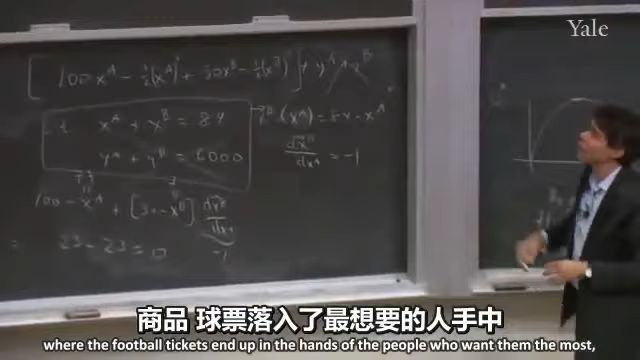 Yale
[100x^A - ½(x^A)² + 30x^B - ½(x^B)²] + y^A + y^B
x^A + x^B = 84
y^A + y^B = 6000
x^B(x^A) = 84 - x^A
dx^B/dx^A = -1
100 - x^A + [30 - x^B] dx^B/dx^A
= 23 - 23 = 0
-1
商品 球票落入了最想要的人手中
where the football tickets end up in the hands of the people who want them the most,